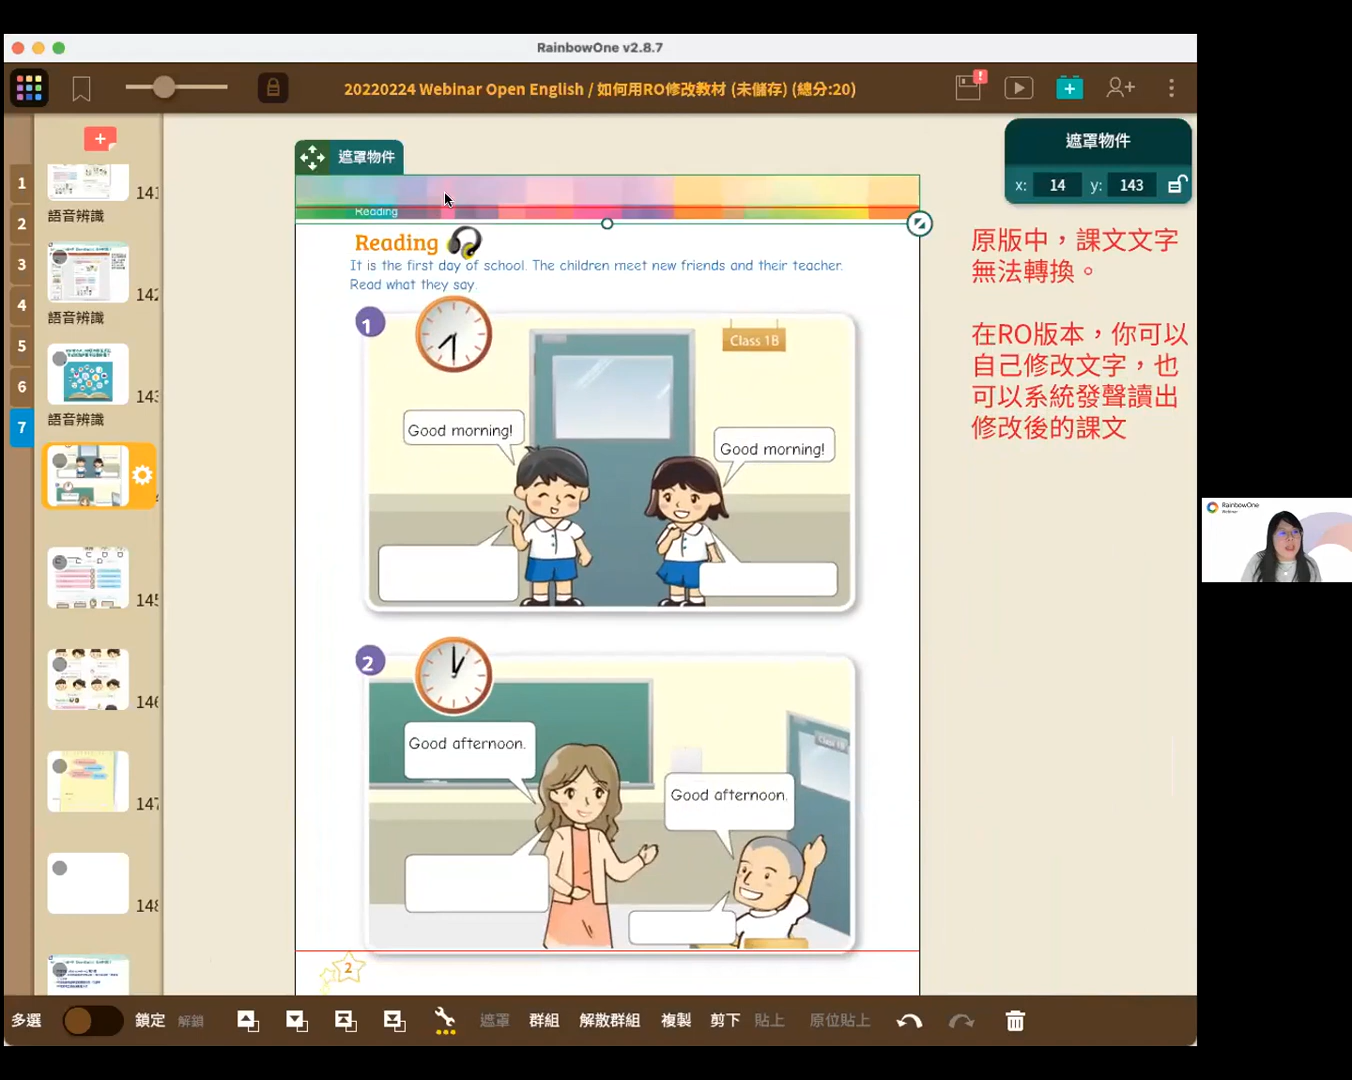 RainbowOne v2.8.7
20220224 Webinar Open English / 如何用RO修改教材 (未儲存) (總分:20)
遮罩物件
x: 14 y: 143
遮罩物件
1
2
3
4
5
6
7
141
語音辨識
142
語音辨識
143
語音辨識
145
146
147
148
Reading
Reading
It is the first day of school. The children meet new friends and their teacher.
Read what they say.
1
Class 1B
Good morning!
Good morning!
2
Good afternoon.
Class 1B
Good afternoon.
2
原版中，課文文字
無法轉換。
在RO版本，你可以
自己修改文字，也
可以系統發聲讀出
修改後的課文
RainbowOne
Webinar
多選 鎖定 解鎖 遮罩 群組 解散群組 複製 剪下 貼上 原位貼上